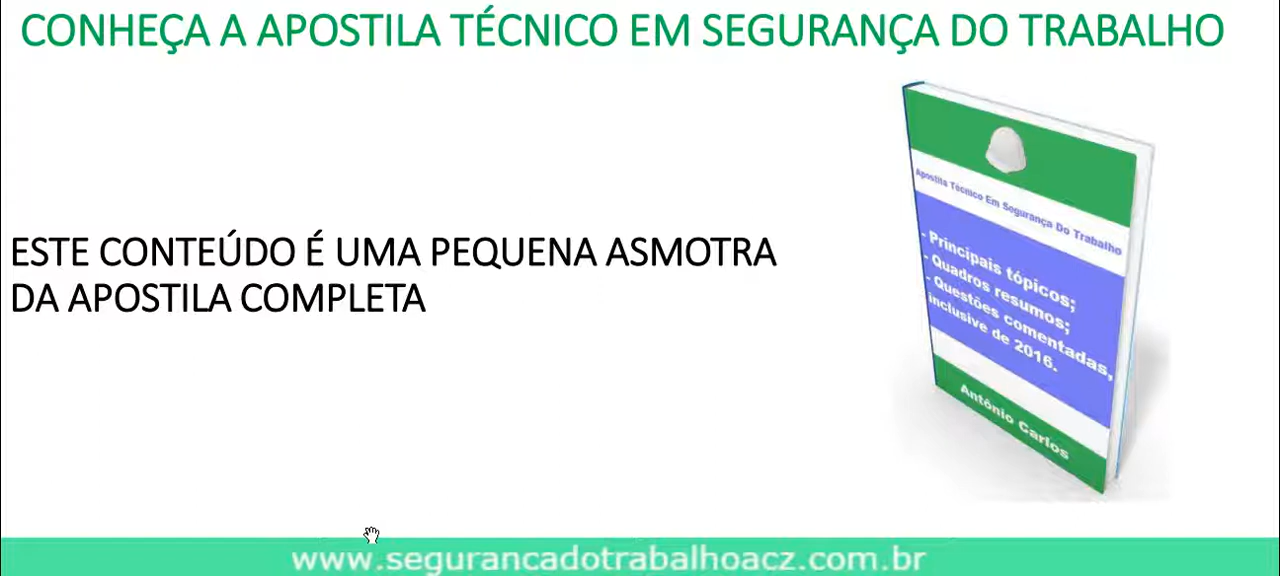 CONHEÇA A APOSTILA TÉCNICO EM SEGURANÇA DO TRABALHO
ESTE CONTEÚDO É UMA PEQUENA ASMOTRA
DA APOSTILA COMPLETA
Apostila Técnico Em Segurança Do Trabalho
- Principais tópicos;
- Quadros resumos;
- Questões comentadas,
inclusive de 2016.
Antônio Carlos
www.segurancadotrabalhoacz.com.br